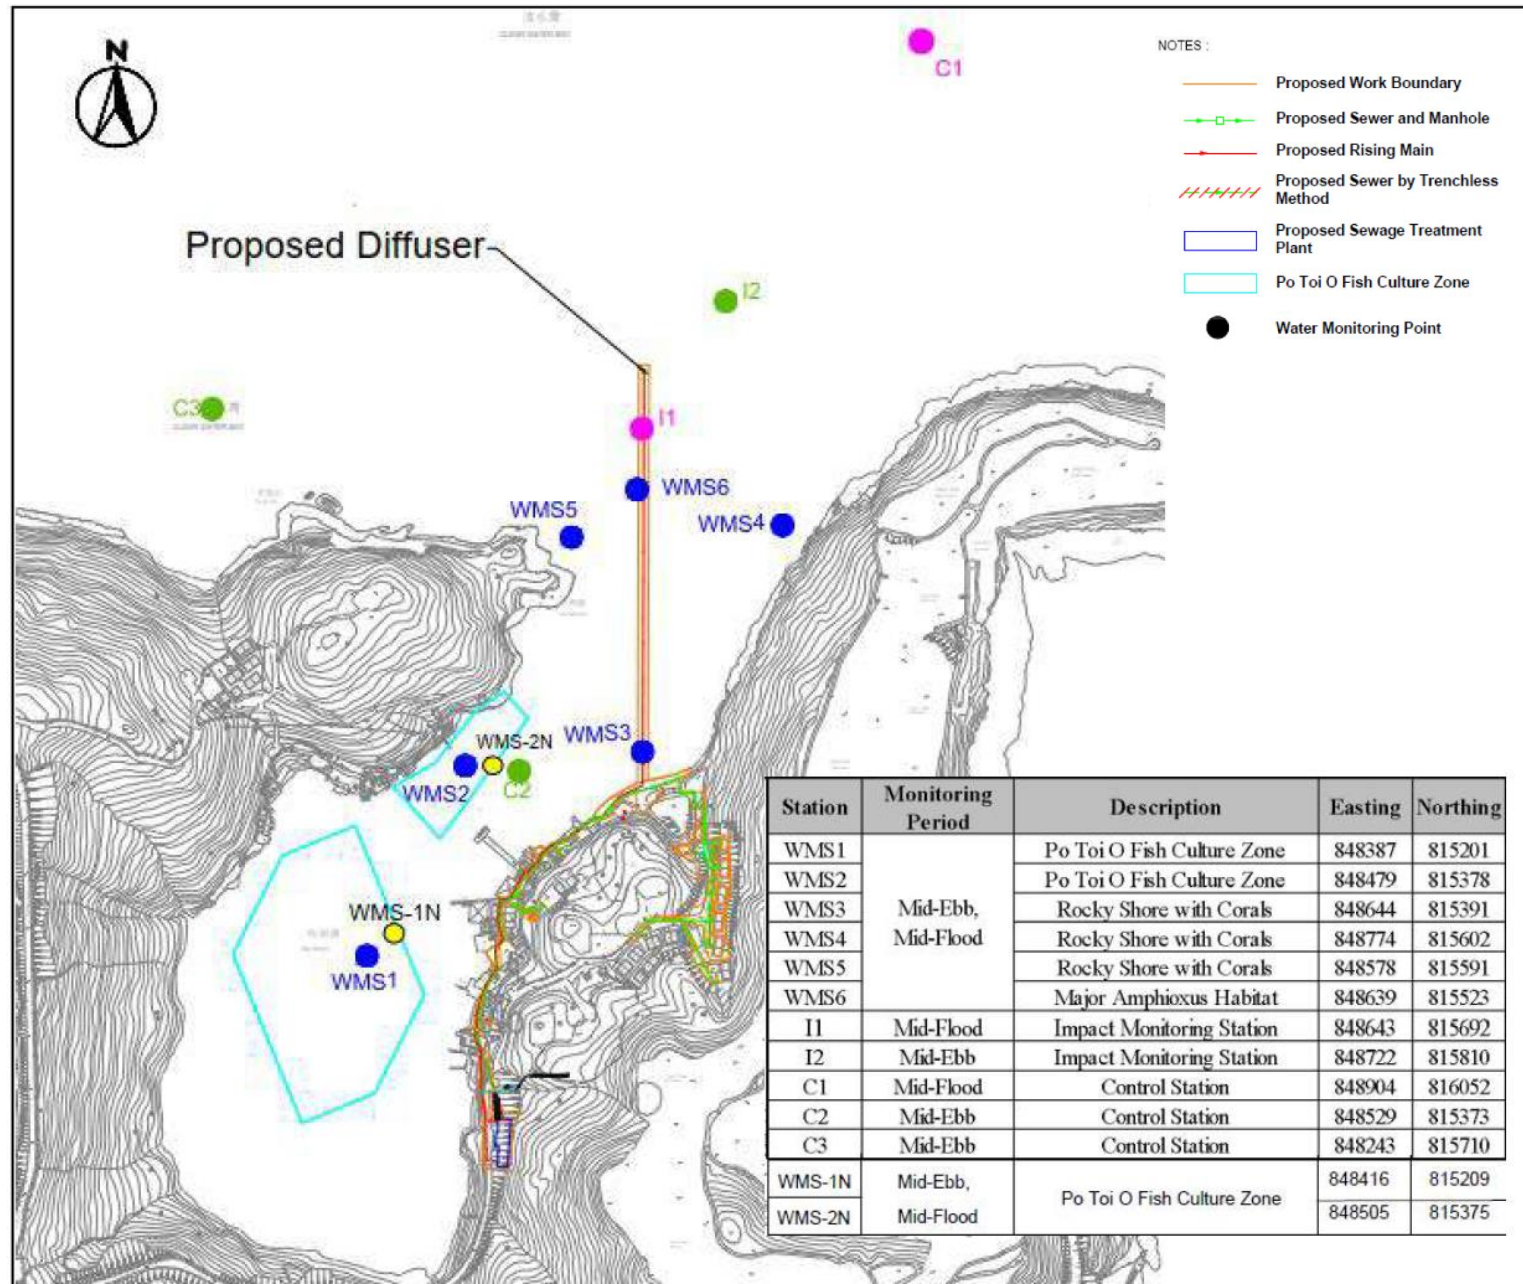 CLEAR WATER BAY
N
C1
NOTES :
Proposed Work Boundary
Proposed Sewer and Manhole
Proposed Rising Main
Proposed Sewer by Trenchless
Method
Proposed Sewage Treatment
Plant
Po Toi O Fish Culture Zone
Water Monitoring Point
Proposed Diffuser
I2
C3
CLEAR WATER BAY
I1
WMS6
WMS5
WMS4
WMS3
WMS-2N
WMS2
C2
WMS-1N
WMS1
Station Monitoring Period Description Easting Northing
WMS1 Po Toi O Fish Culture Zone 848387 815201
WMS2 Po Toi O Fish Culture Zone 848479 815378
WMS3 Mid-Ebb, Rocky Shore with Corals 848644 815391
WMS4 Mid-Flood Rocky Shore with Corals 848774 815602
WMS5 Rocky Shore with Corals 848578 815591
WMS6 Major Amphioxus Habitat 848639 815523
I1 Mid-Flood Impact Monitoring Station 848643 815692
I2 Mid-Ebb Impact Monitoring Station 848722 815810
C1 Mid-Flood Control Station 848904 816052
C2 Mid-Ebb Control Station 848529 815373
C3 Mid-Ebb Control Station 848243 815710
WMS-1N Mid-Ebb, Po Toi O Fish Culture Zone 848416 815209
WMS-2N Mid-Flood 848505 815375